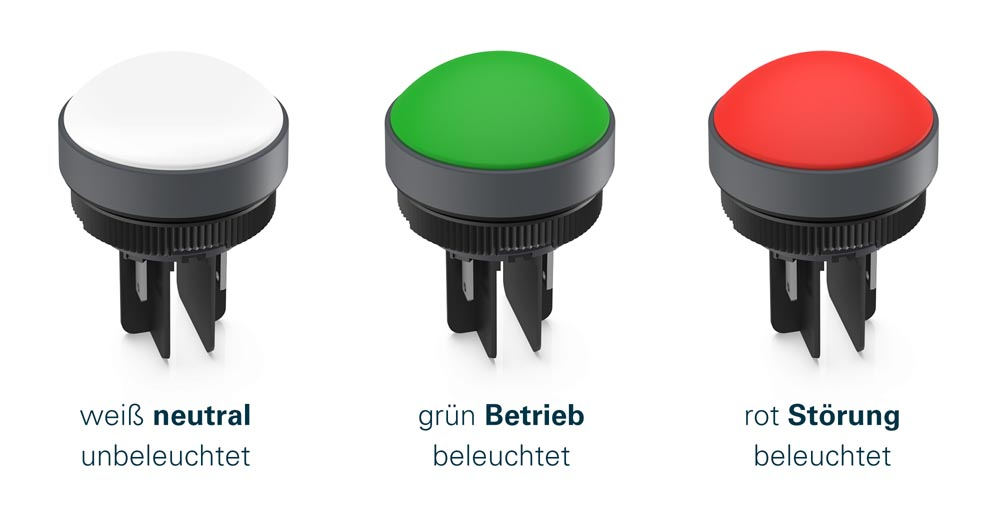 weiß neutral
unbeleuchtet
grün Betrieb
beleuchtet
rot Störung
beleuchtet